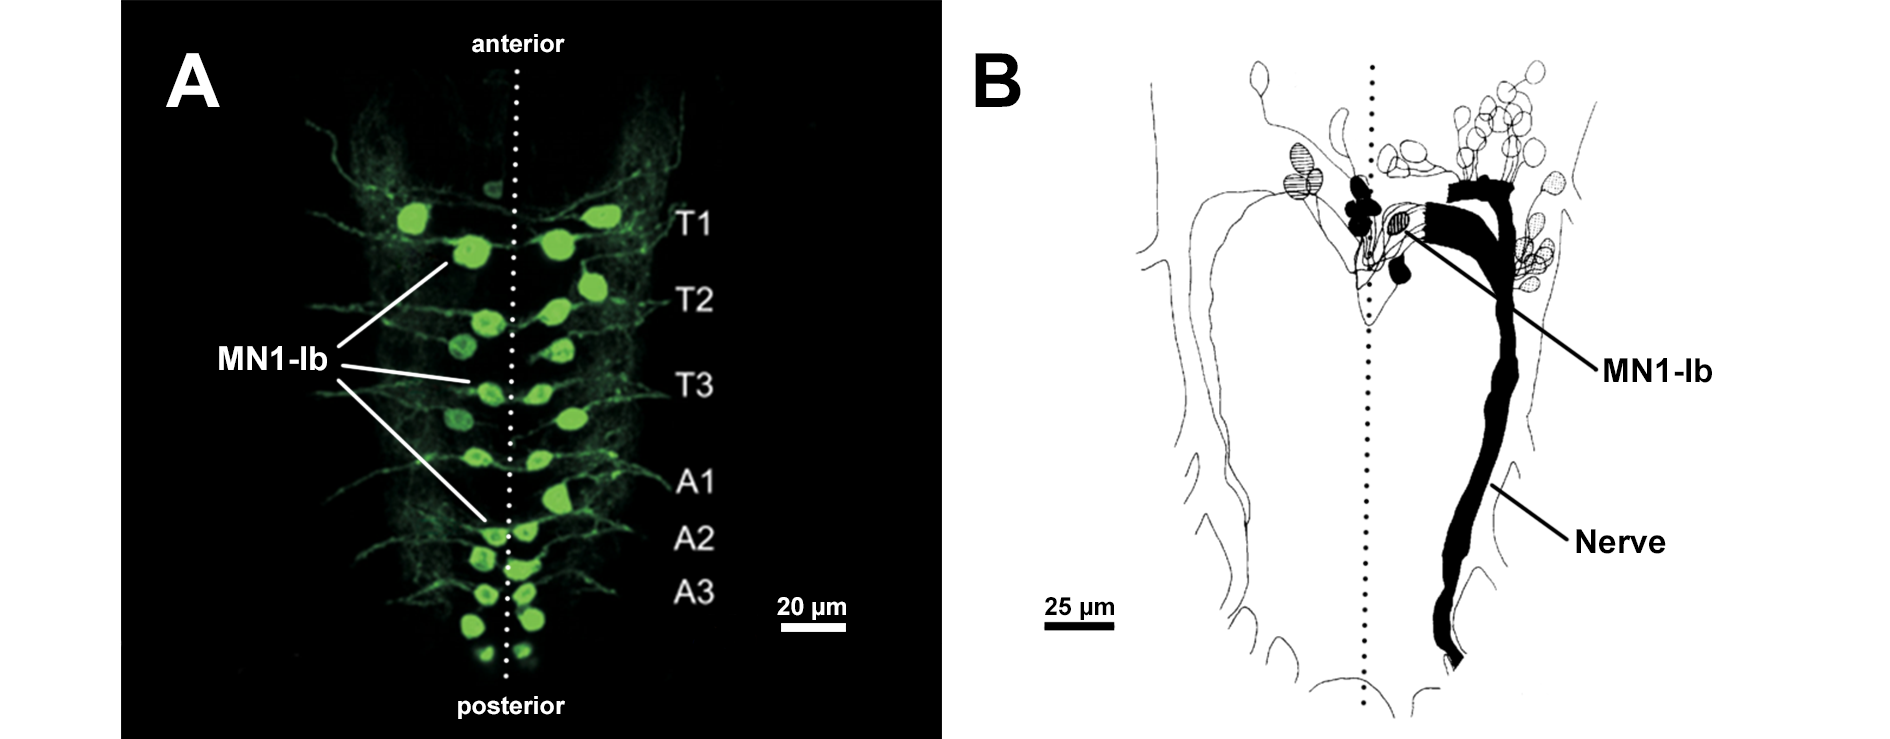 A
anterior
T1
T2
MN1-Ib
T3
A1
A2
A3
20 µm
posterior
B
MN1-Ib
Nerve
25 µm